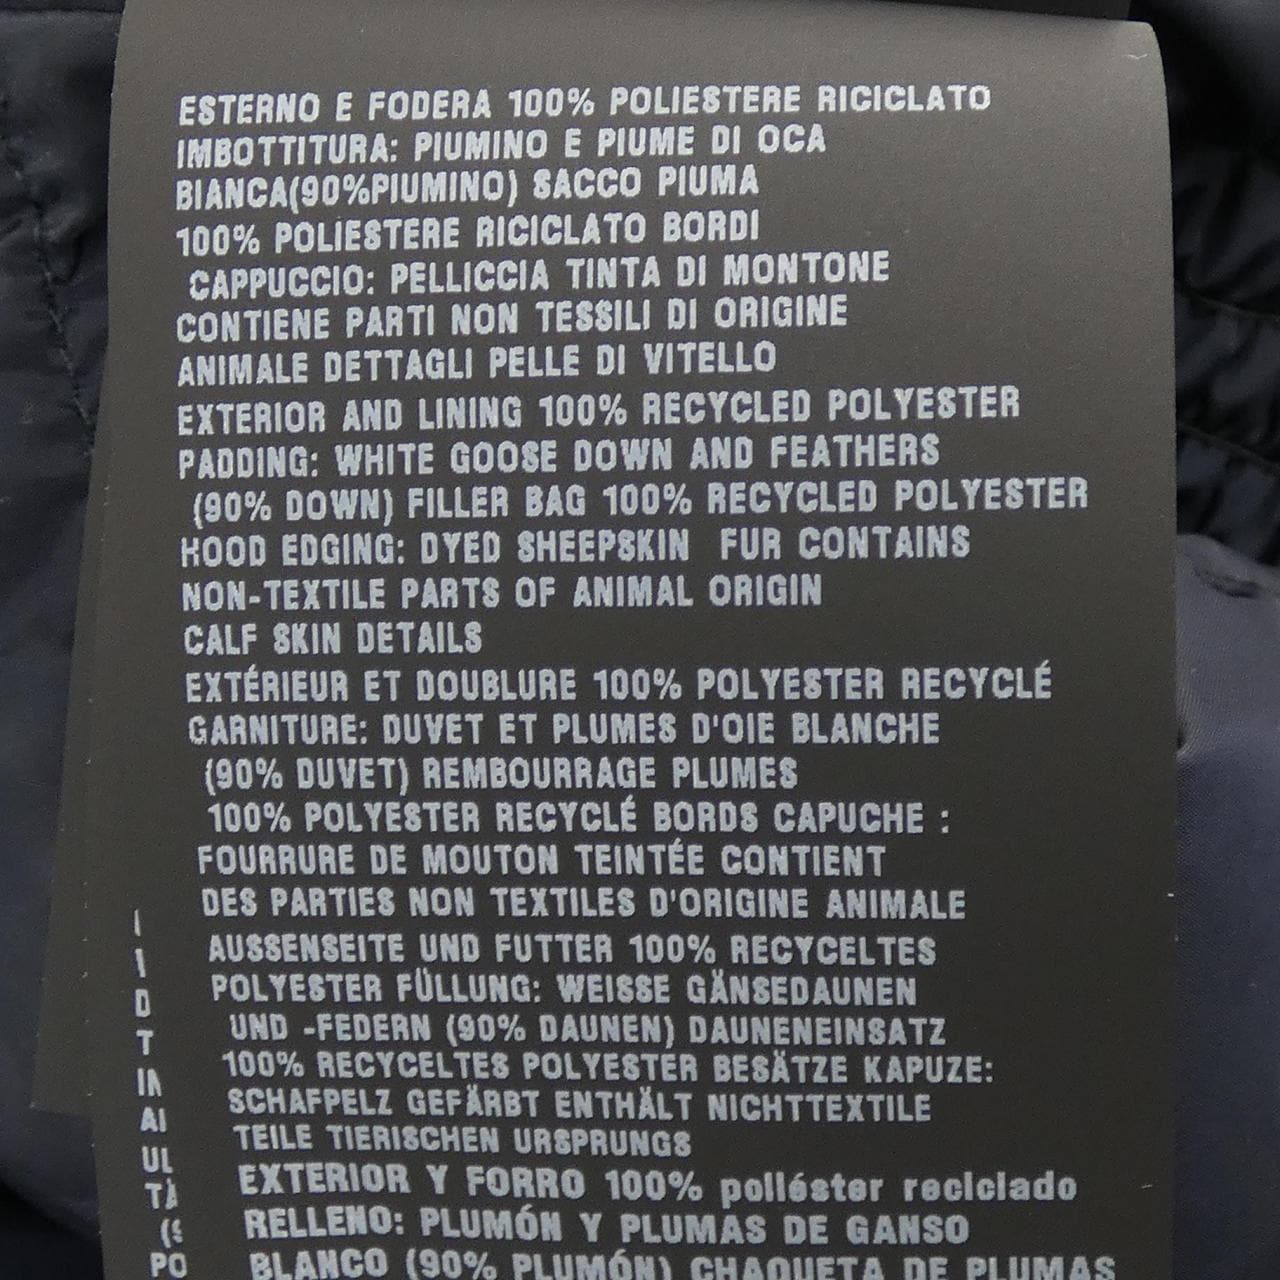 ESTERNO E FODERA 100% POLIESTERE RICICLATO
IMBOTTITURA: PIUMINO E PIUME DI OCA
BIANCA(90%PIUMINO) SACCO PIUMA
100% POLIESTERE RICICLATO BORDI
CAPPUCCIO: PELLICCIA TINTA DI MONTONE
CONTIENE PARTI NON TESSILI DI ORIGINE
ANIMALE DETTAGLI PELLE DI VITELLO
EXTERIOR AND LINING 100% RECYCLED POLYESTER
PADDING: WHITE GOOSE DOWN AND FEATHERS
(90% DOWN) FILLER BAG 100% RECYCLED POLYESTER
HOOD EDGING: DYED SHEEPSKIN FUR CONTAINS
NON-TEXTILE PARTS OF ANIMAL ORIGIN
CALF SKIN DETAILS
EXTÉRIEUR ET DOUBLURE 100% POLYESTER RECYCLÉ
GARNITURE: DUVET ET PLUMES D'OIE BLANCHE
(90% DUVET) REMBOURRAGE PLUMES
100% POLYESTER RECYCLÉ BORDS CAPUCHE :
FOURRURE DE MOUTON TEINTÉE CONTIENT
DES PARTIES NON TEXTILES D'ORIGINE ANIMALE
AUSSENSEITE UND FUTTER 100% RECYCELTES
POLYESTER FÜLLUNG: WEISSE GÄNSEDAUNEN
UND -FEDERN (90% DAUNEN) DAUNENEINSATZ
100% RECYCELTES POLYESTER BESÄTZE KAPUZE:
SCHAFPELZ GEFÄRBT ENTHÄLT NICHTTEXTILE
TEILE TIERISCHEN URSPRUNGS
EXTERIOR Y FORRO 100% poliéster reciclado
RELLENO: PLUMÓN Y PLUMAS DE GANSO
BLANCO (90% PLUMÓN) CHAQUETA DE PLUMAS